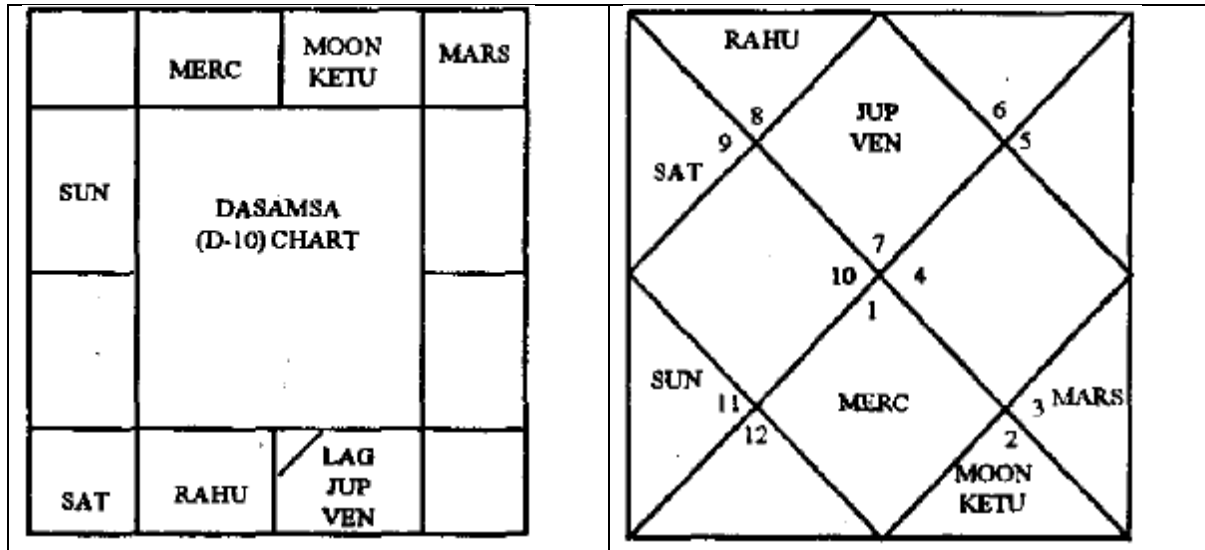 MERC
MOON
KETU
MARS
SUN
DASAMSA
(D-10) CHART
SAT
RAHU
LAG
JUP
VEN
RAHU
8
9
SAT
JUP
VEN
6
5
7
10
4
1
SUN
11
12
MERC
3
MARS
2
MOON
KETU